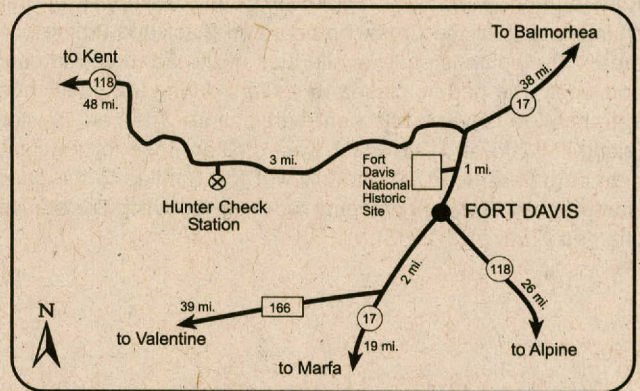 To Balmorhea
to Kent
118
48 mi.
38 mi.
17
3 mi.
Fort
Davis
National
Historic
Site
1 mi.
Hunter Check
Station
FORT DAVIS
2 mi.
118
26 mi.
39 mi.
166
17
19 mi.
to Valentine
to Marfa
to Alpine
N